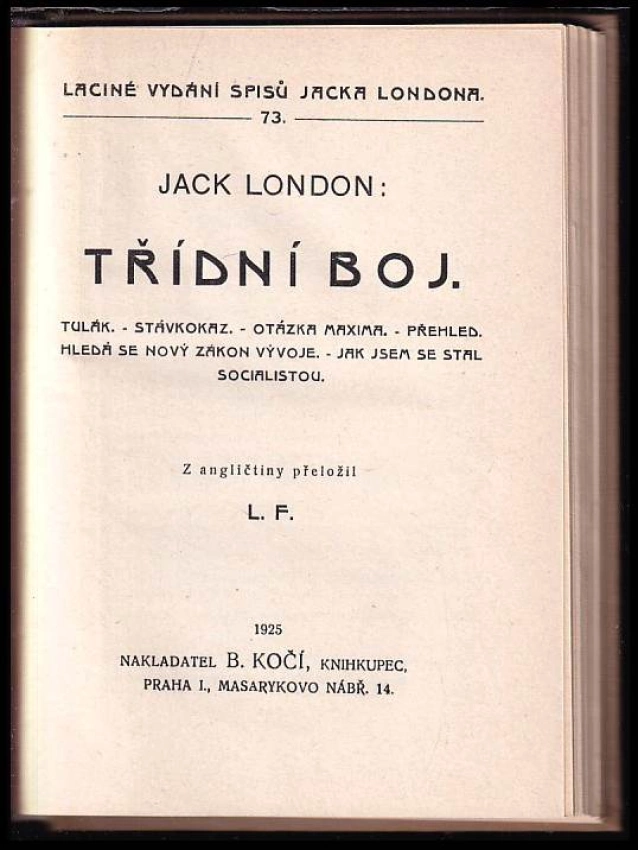 LACINÉ VYDÁNÍ SPISŮ JACKA LONDONA.
73.
JACK LONDON:
TŘÍDNÍ BOJ.
TULÁK. - STÁVKOKAZ. - OTÁZKA MAXIMA. - PŘEHLED.
HLEDÁ SE NOVÝ ZÁKON VÝVOJE. - JAK JSEM SE STAL
SOCIALISTOU.
Z angličtiny přeložil
L. F.
1925
NAKLADATEL B. KOČÍ, KNIHKUPEC,
PRAHA I., MASARYKOVO NÁBŘ. 14.